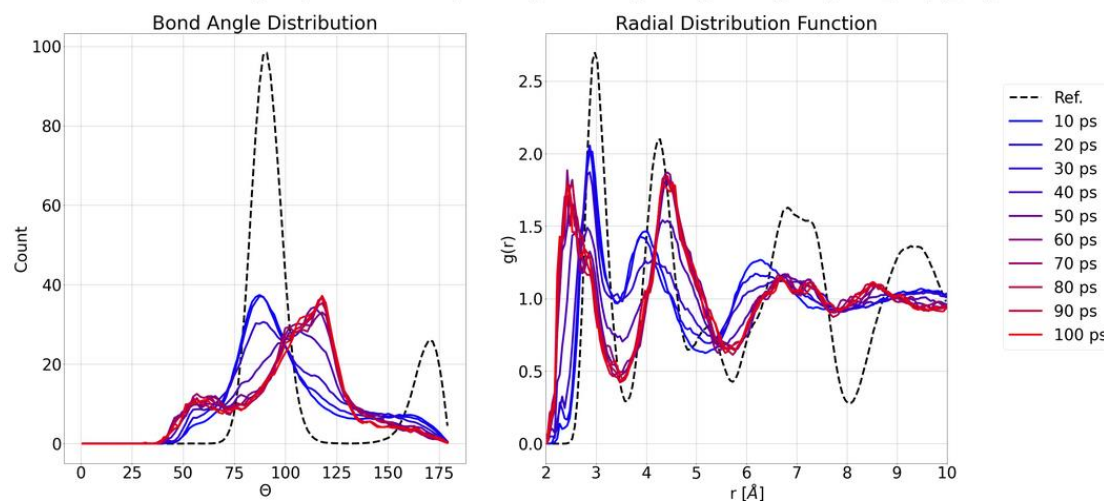 Bond Angle Distribution
Count
100
80
60
40
20
0
0 25 50 75 100 125 150 175
Θ
Radial Distribution Function
g(r)
2.5
2.0
1.5
1.0
0.5
0.0
2 3 4 5 6 7 8 9 10
r [Å]
Ref.
10 ps
20 ps
30 ps
40 ps
50 ps
60 ps
70 ps
80 ps
90 ps
100 ps